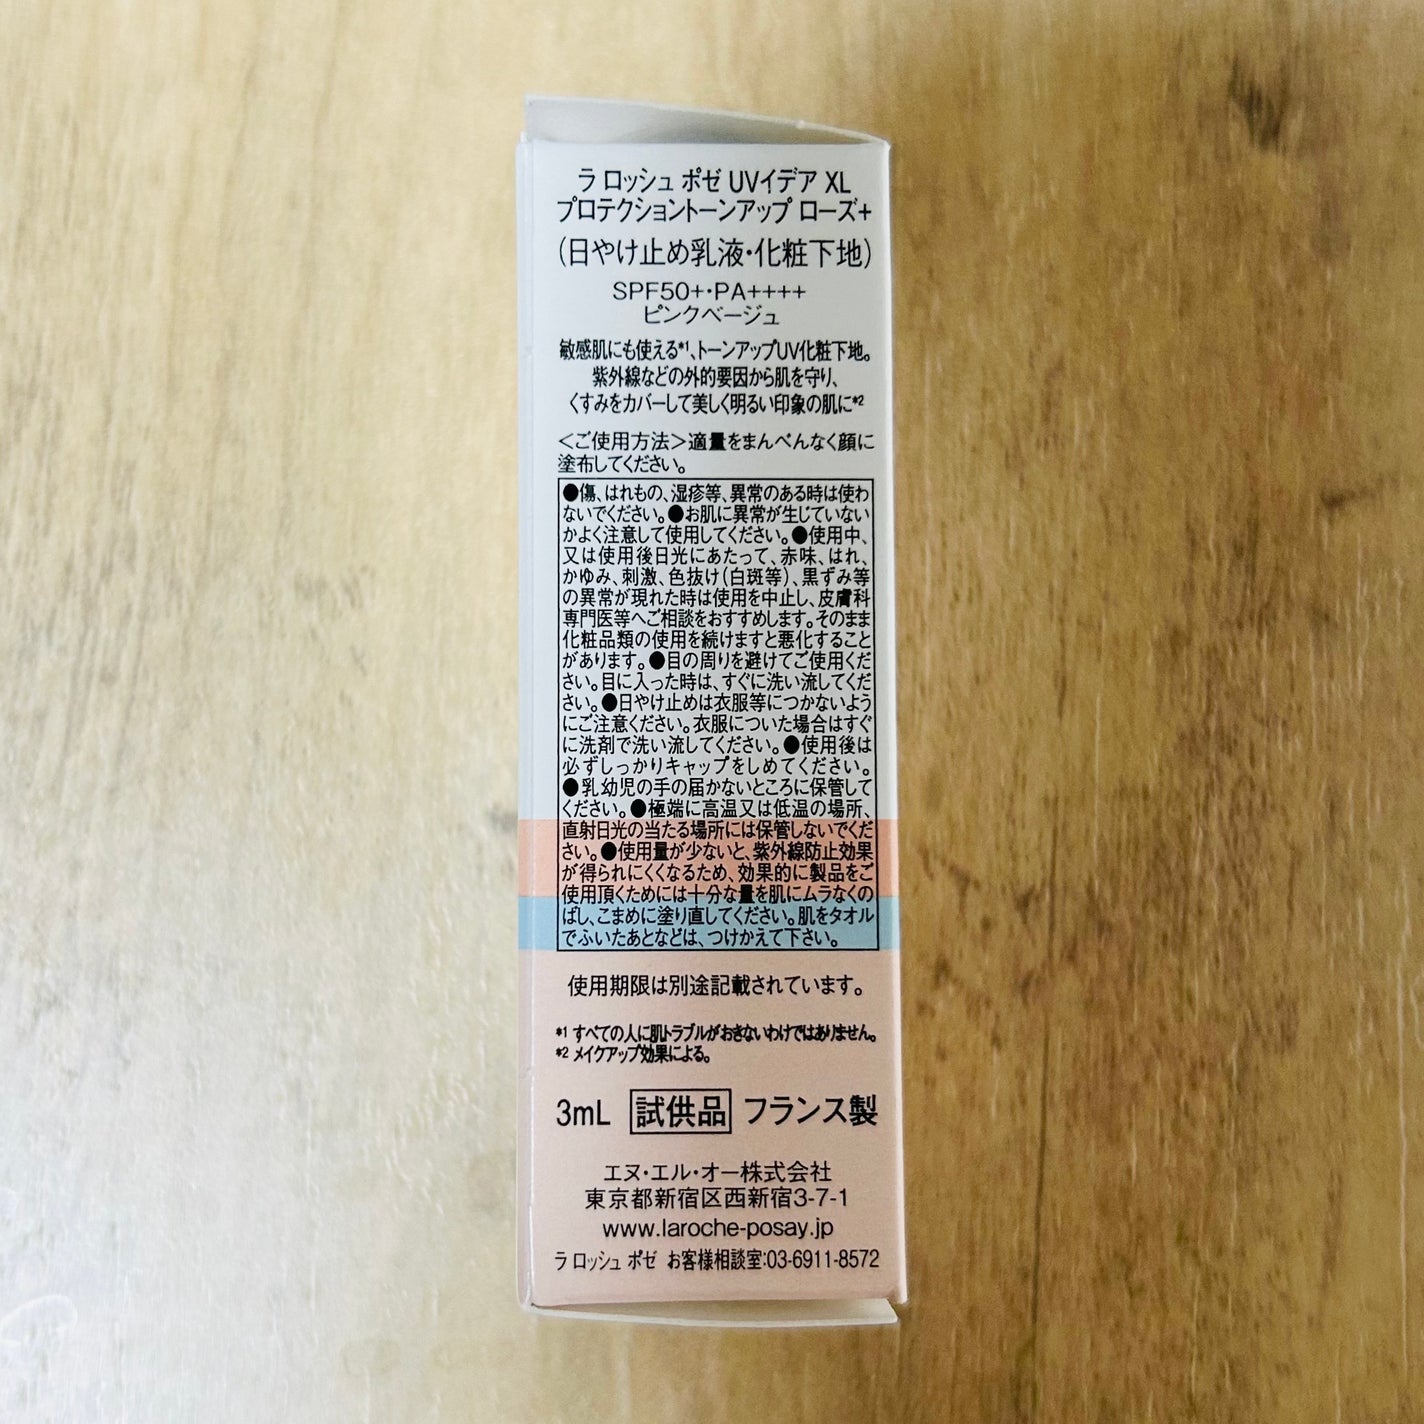 ラ ロッシュ ポゼ UVイデア XL
プロテクショントーンアップ ローズ+
(日やけ止め乳液・化粧下地)
SPF50+・PA++++
ピンクベージュ
敏感肌にも使える*1、トーンアップUV化粧下地。
紫外線などの外的要因から肌を守り、
くすみをカバーして美しく明るい印象の肌に*2
＜ご使用方法＞適量をまんべんなく顔に
塗布してください。
●傷、はれもの、湿疹等、異常のある時は使わ
ないでください。●お肌に異常が生じていない
かよく注意して使用してください。●使用中、
又は使用後日光にあたって、赤味、はれ、
かゆみ、刺激、色抜け(白斑等)、黒ずみ等
の異常が現れた時は使用を中止し、皮膚科
専門医等へご相談をおすすめします。そのまま
化粧品類の使用を続けますと悪化すること
があります。●目の周りを避けてご使用くだ
さい。目に入った時は、すぐに洗い流してくだ
さい。●日やけ止めは衣服等につかないよう
にご注意ください。衣服についた場合はすぐ
に洗剤で洗い流してください。●使用後は
必ずしっかりキャップをしめてください。
●乳幼児の手の届かないところに保管して
ください。●極端に高温又は低温の場所、
直射日光の当たる場所には保管しないでくだ
さい。●使用量が少ないと、紫外線防止効果
が得られにくくなるため、効果的に製品をご
使用頂くためには十分な量を肌にムラなくの
ばし、こまめに塗り直してください。肌をタオル
でふいたあとなどは、つけかえて下さい。
使用期限は別途記載されています。
*1 すべての人に肌トラブルがおきないわけではありません。
*2 メイクアップ効果による。
3mL 試供品 フランス製
エヌ・エル・オー株式会社
東京都新宿区西新宿3-7-1
www.laroche-posay.jp
ラ ロッシュ ポゼ お客様相談室:03-6911-8572